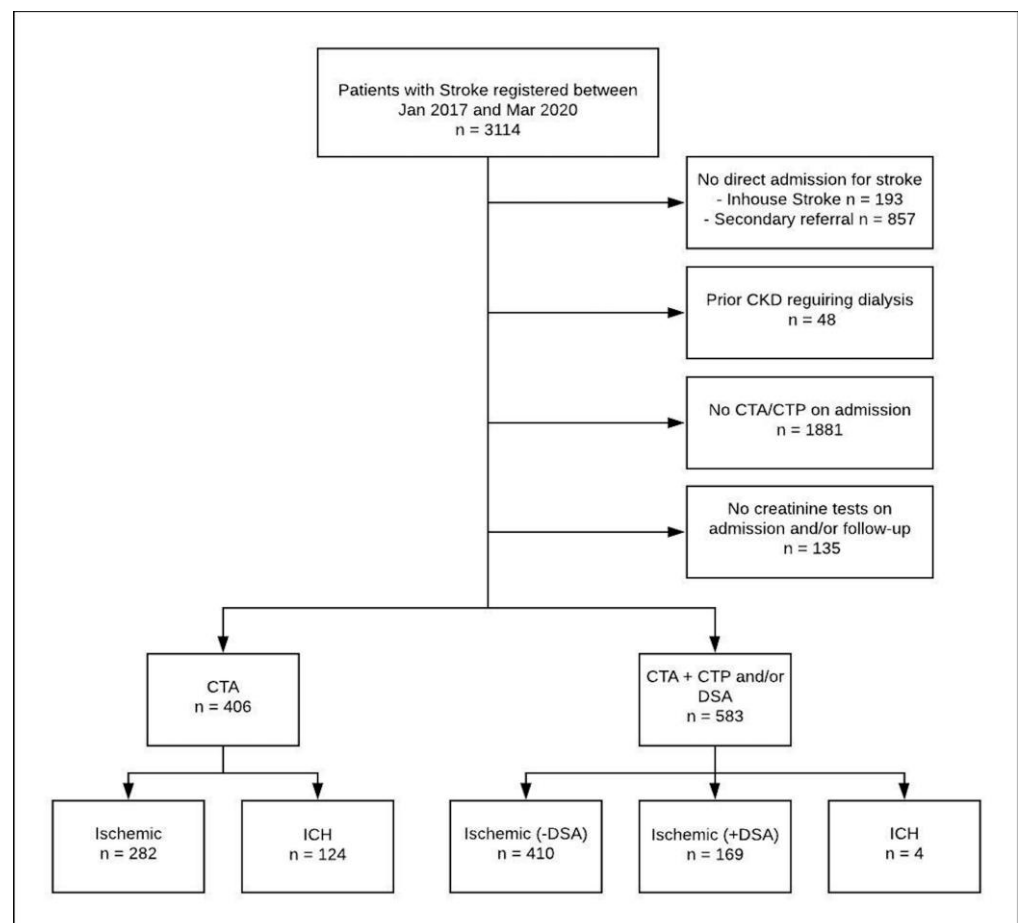 Patients with Stroke registered between
Jan 2017 and Mar 2020
n = 3114
No direct admission for stroke
- Inhouse Stroke n = 193
- Secondary referral n = 857
Prior CKD reguiring dialysis
n = 48
No CTA/CTP on admission
n = 1881
No creatinine tests on
admission and/or follow-up
n = 135
CTA
n = 406
CTA + CTP and/or
DSA
n = 583
Ischemic
n = 282
ICH
n = 124
Ischemic (-DSA)
n = 410
Ischemic (+DSA)
n = 169
ICH
n = 4